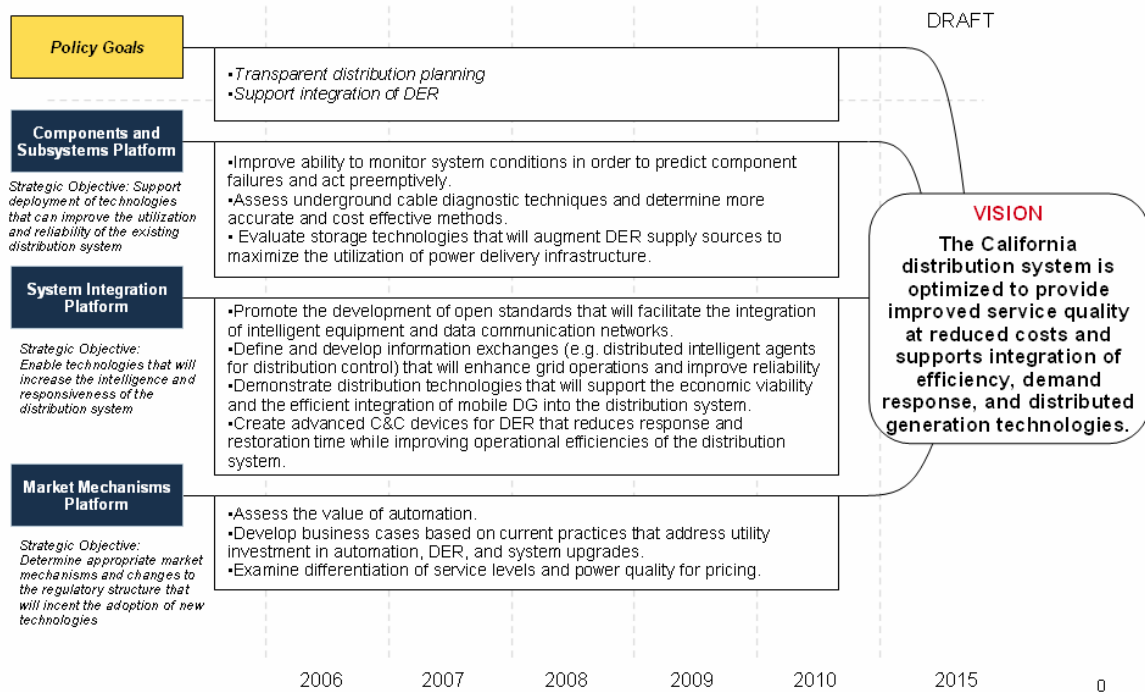 DRAFT
Policy Goals
▪Transparent distribution planning
▪Support integration of DER
Components and
Subsystems Platform
Strategic Objective: Support
deployment of technologies
that can improve the utilization
and reliability of the existing
distribution system
▪Improve ability to monitor system conditions in order to predict component
failures and act preemptively.
▪Assess underground cable diagnostic techniques and determine more
accurate and cost effective methods.
▪ Evaluate storage technologies that will augment DER supply sources to
maximize the utilization of power delivery infrastructure.
System Integration
Platform
Strategic Objective:
Enable technologies that will
increase the intelligence and
responsiveness of the
distribution system
▪Promote the development of open standards that will facilitate the integration
of intelligent equipment and data communication networks.
▪Define and develop information exchanges (e.g. distributed intelligent agents
for distribution control) that will enhance grid operations and improve reliability
▪Demonstrate distribution technologies that will support the economic viability
and the efficient integration of mobile DG into the distribution system.
▪Create advanced C&C devices for DER that reduces response and
restoration time while improving operational efficiencies of the distribution
system.
Market Mechanisms
Platform
Strategic Objective:
Determine appropriate market
mechanisms and changes to
the regulatory structure that
will incent the adoption of new
technologies
▪Assess the value of automation.
▪Develop business cases based on current practices that address utility
investment in automation, DER, and system upgrades.
▪Examine differentiation of service levels and power quality for pricing.
VISION
The California
distribution system is
optimized to provide
improved service quality
at reduced costs and
supports integration of
efficiency, demand
response, and distributed
generation technologies.
2006 2007 2008 2009 2010 2015 0